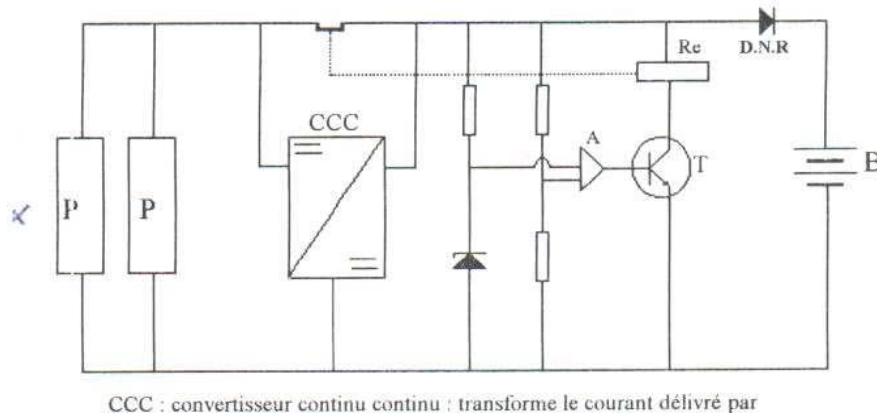 Re
D.N.R
CCC
A
P
P
T
B
CCC : convertisseur continu continu : transforme le courant délivré par